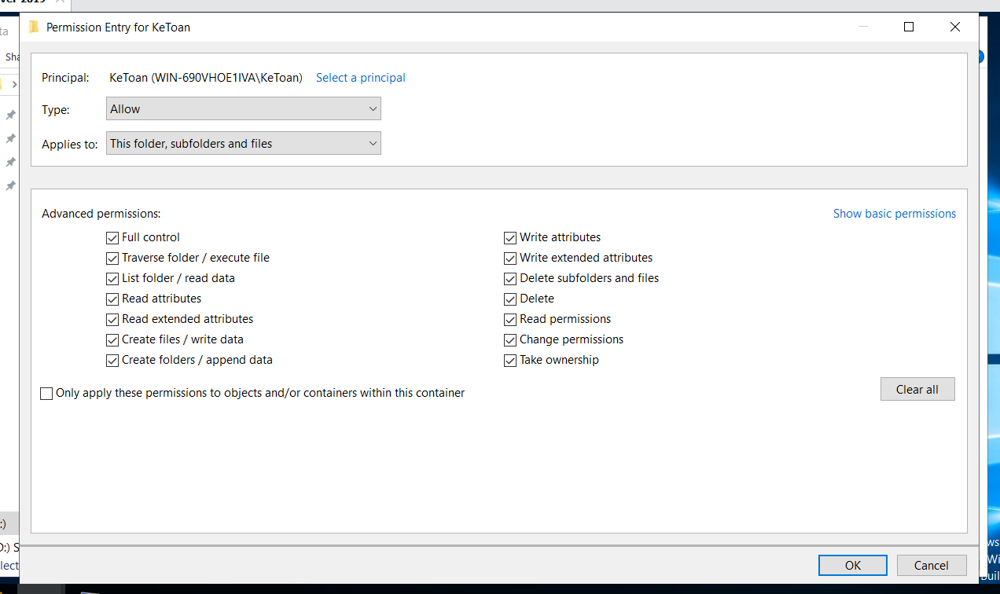 Permission Entry for KeToan
Principal: KeToan (WIN-690VHOE1IVA\KeToan) Select a principal
Type: Allow
Applies to: This folder, subfolders and files
Advanced permissions: Show basic permissions
Full control
Traverse folder / execute file
List folder / read data
Read attributes
Read extended attributes
Create files / write data
Create folders / append data
Write attributes
Write extended attributes
Delete subfolders and files
Delete
Read permissions
Change permissions
Take ownership
Only apply these permissions to objects and/or containers within this container
Clear all
OK Cancel